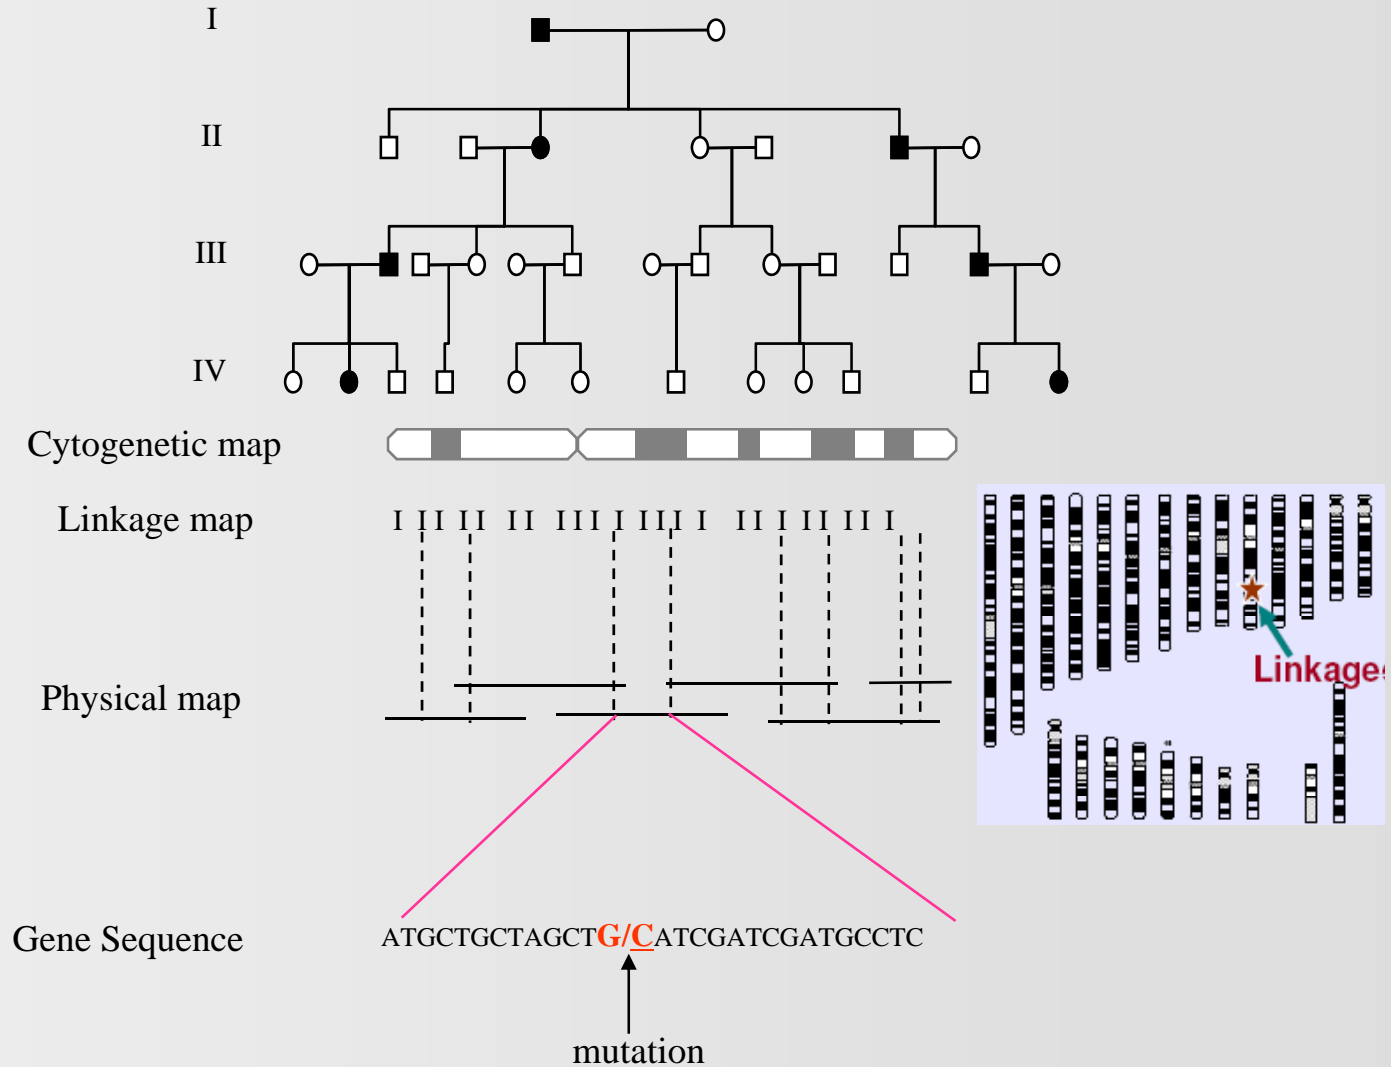 I
II
III
IV
Cytogenetic map
Linkage map
I I I I I I I I I I I I I I I I I I I I I I I
Linkage
Physical map
Gene Sequence
ATGCTGCTAGCTG/CATCGATCGATGCCTC
mutation